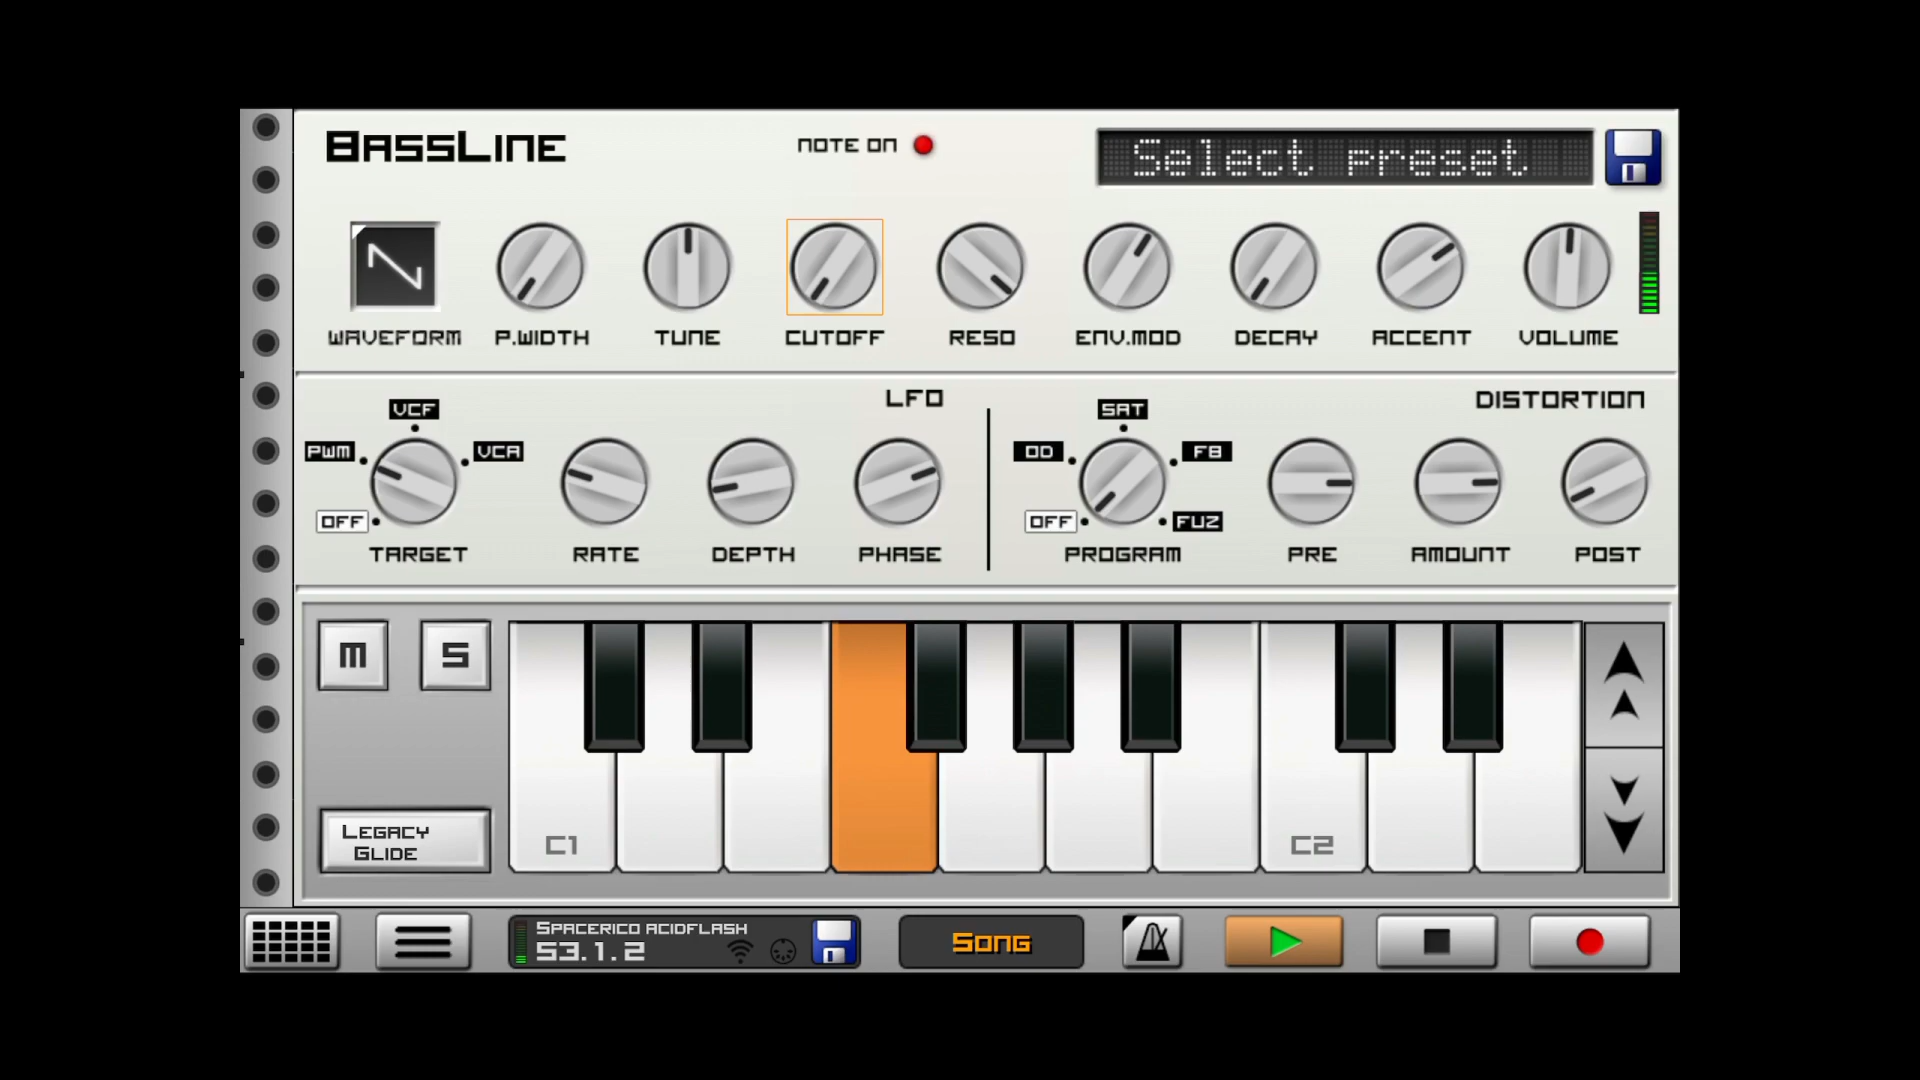 BassLine
NOTE ON
Select preset
WAVEFORM P.WIDTH TUNE CUTOFF RESO ENV.MOD DECAY ACCENT VOLUME
LFO
DISTORTION
VCF
PWM
VCA
OFF
TARGET RATE DEPTH PHASE
SAT
OD
F8
OFF
FUZ
PROGRAM PRE AMOUNT POST
M S
Legacy
Glide
C1 C2
Spacerico acidflash
53.1.2
Song